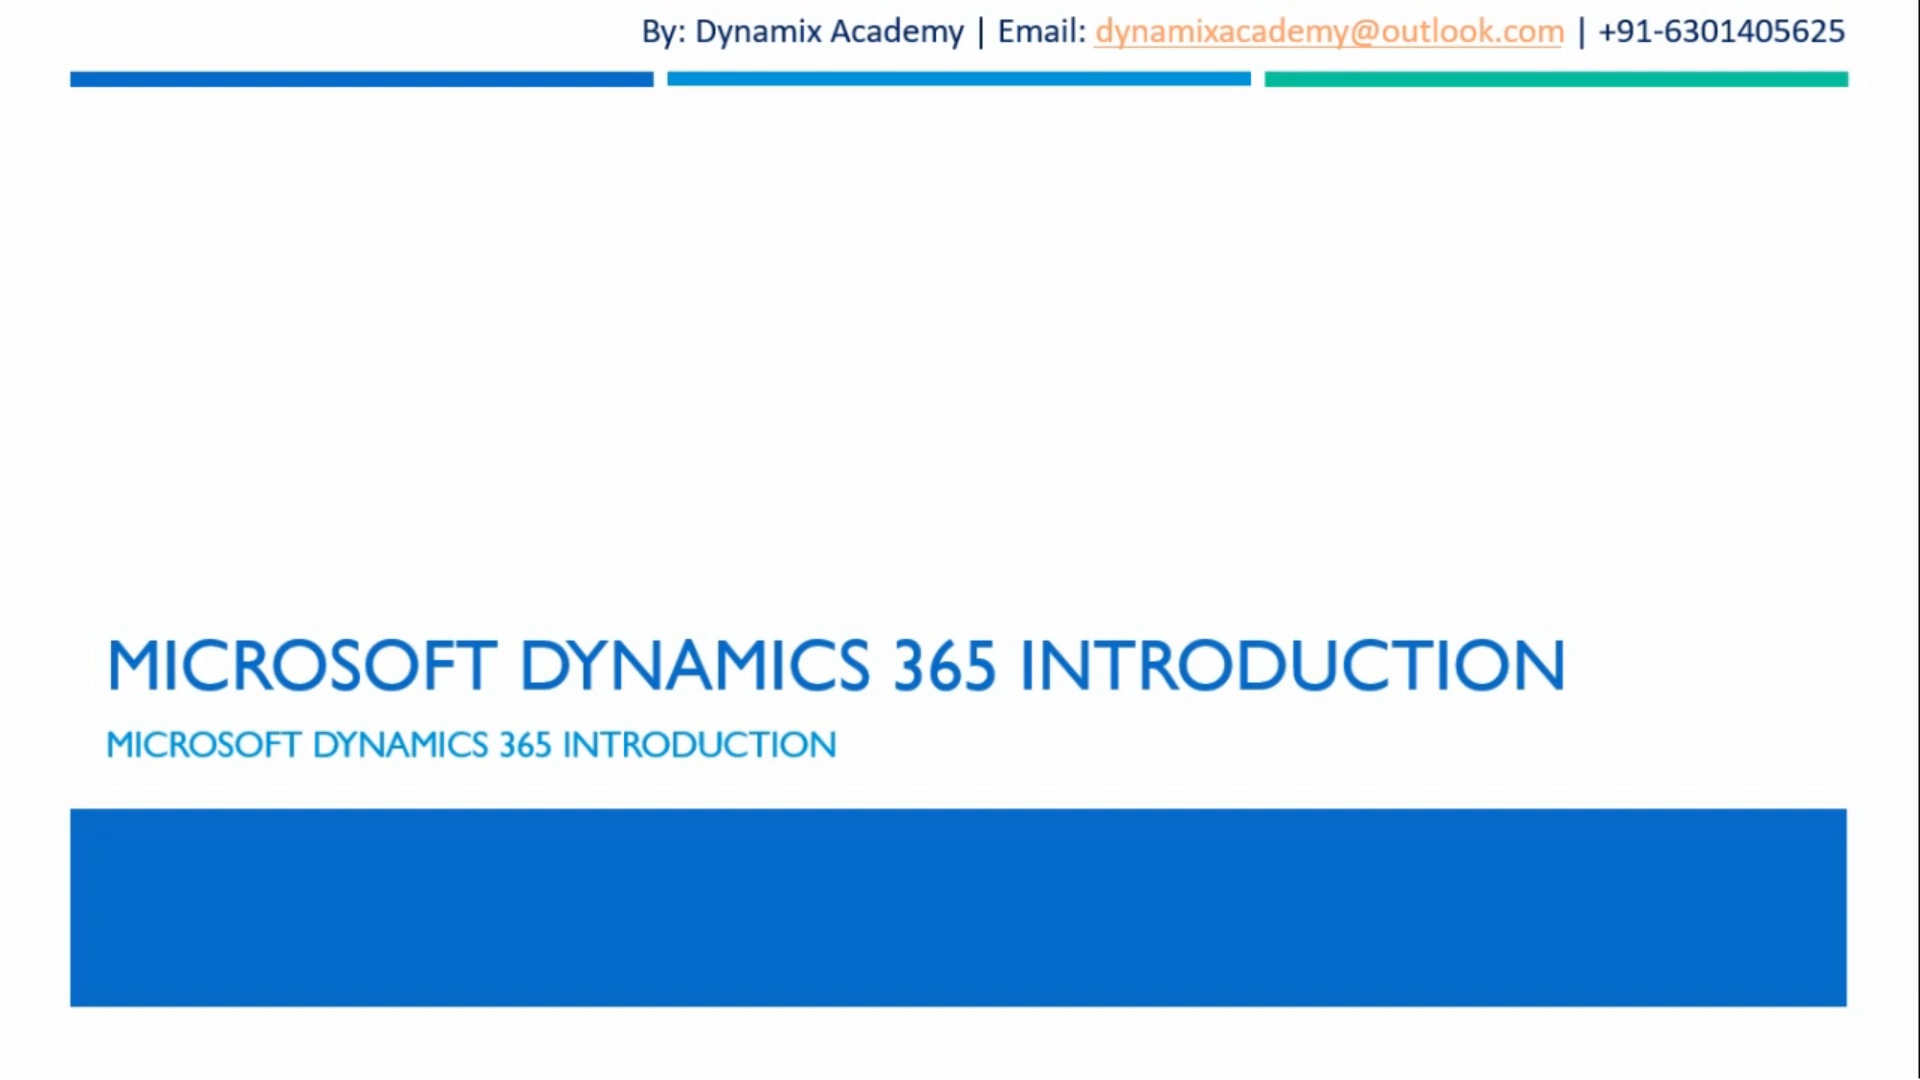 By: Dynamix Academy | Email: dynamixacademy@outlook.com | +91-6301405625
MICROSOFT DYNAMICS 365 INTRODUCTION
MICROSOFT DYNAMICS 365 INTRODUCTION